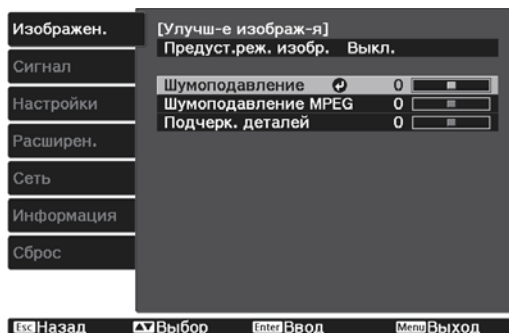 Изображен.
Сигнал
Настройки
Расширен.
Сеть
Информация
Сброс
[Улучш-е изображ-я]
Предуст.реж. изобр. Выкл.
Шумоподавление 0
Шумоподавление MPEG 0
Подчерк. деталей 0
Esc Назад Выбор Enter Ввод Menu Выход